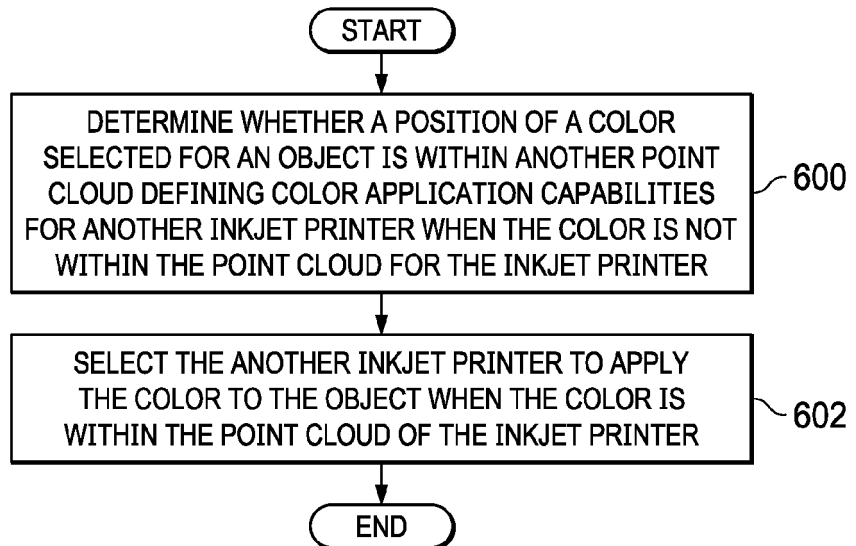 START
DETERMINE WHETHER A POSITION OF A COLOR
SELECTED FOR AN OBJECT IS WITHIN ANOTHER POINT
CLOUD DEFINING COLOR APPLICATION CAPABILITIES
FOR ANOTHER INKJET PRINTER WHEN THE COLOR IS NOT
WITHIN THE POINT CLOUD FOR THE INKJET PRINTER
600
SELECT THE ANOTHER INKJET PRINTER TO APPLY
THE COLOR TO THE OBJECT WHEN THE COLOR IS
WITHIN THE POINT CLOUD OF THE INKJET PRINTER
602
END